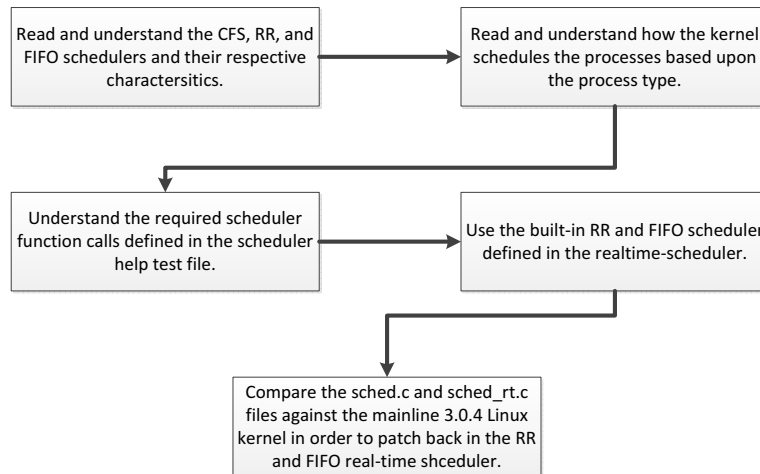 Read and understand the CFS, RR, and
FIFO schedulers and their respective
charactersitics.
Read and understand how the kernel
schedules the processes based upon
the process type.
Understand the required scheduler
function calls defined in the scheduler
help test file.
Use the built-in RR and FIFO scheduler
defined in the realtime-scheduler.
Compare the sched.c and sched_rt.c
files against the mainline 3.0.4 Linux
kernel in order to patch back in the RR
and FIFO real-time shceduler.